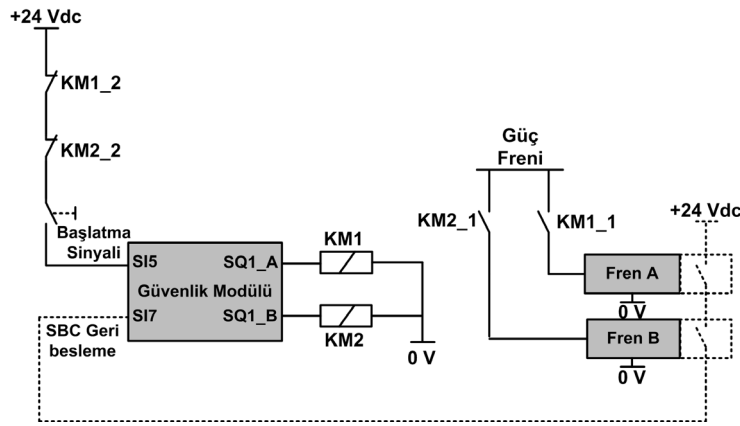 +24 Vdc
KM1_2
KM2_2
Başlatma
Sinyali
SI5
SQ1_A
Güvenlik Modülü
SI7
SQ1_B
SBC Geri
besleme
KM1
KM2
0 V
Güç
Freni
KM2_1
KM1_1
+24 Vdc
Fren A
0 V
Fren B
0 V